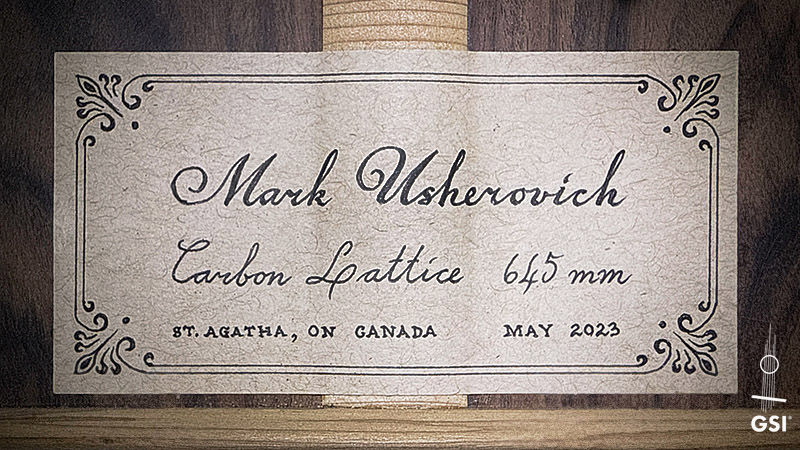 Mark Usherovich
Carbon Lattice 645 mm
ST. AGATHA, ON CANADA MAY 2023
GSI